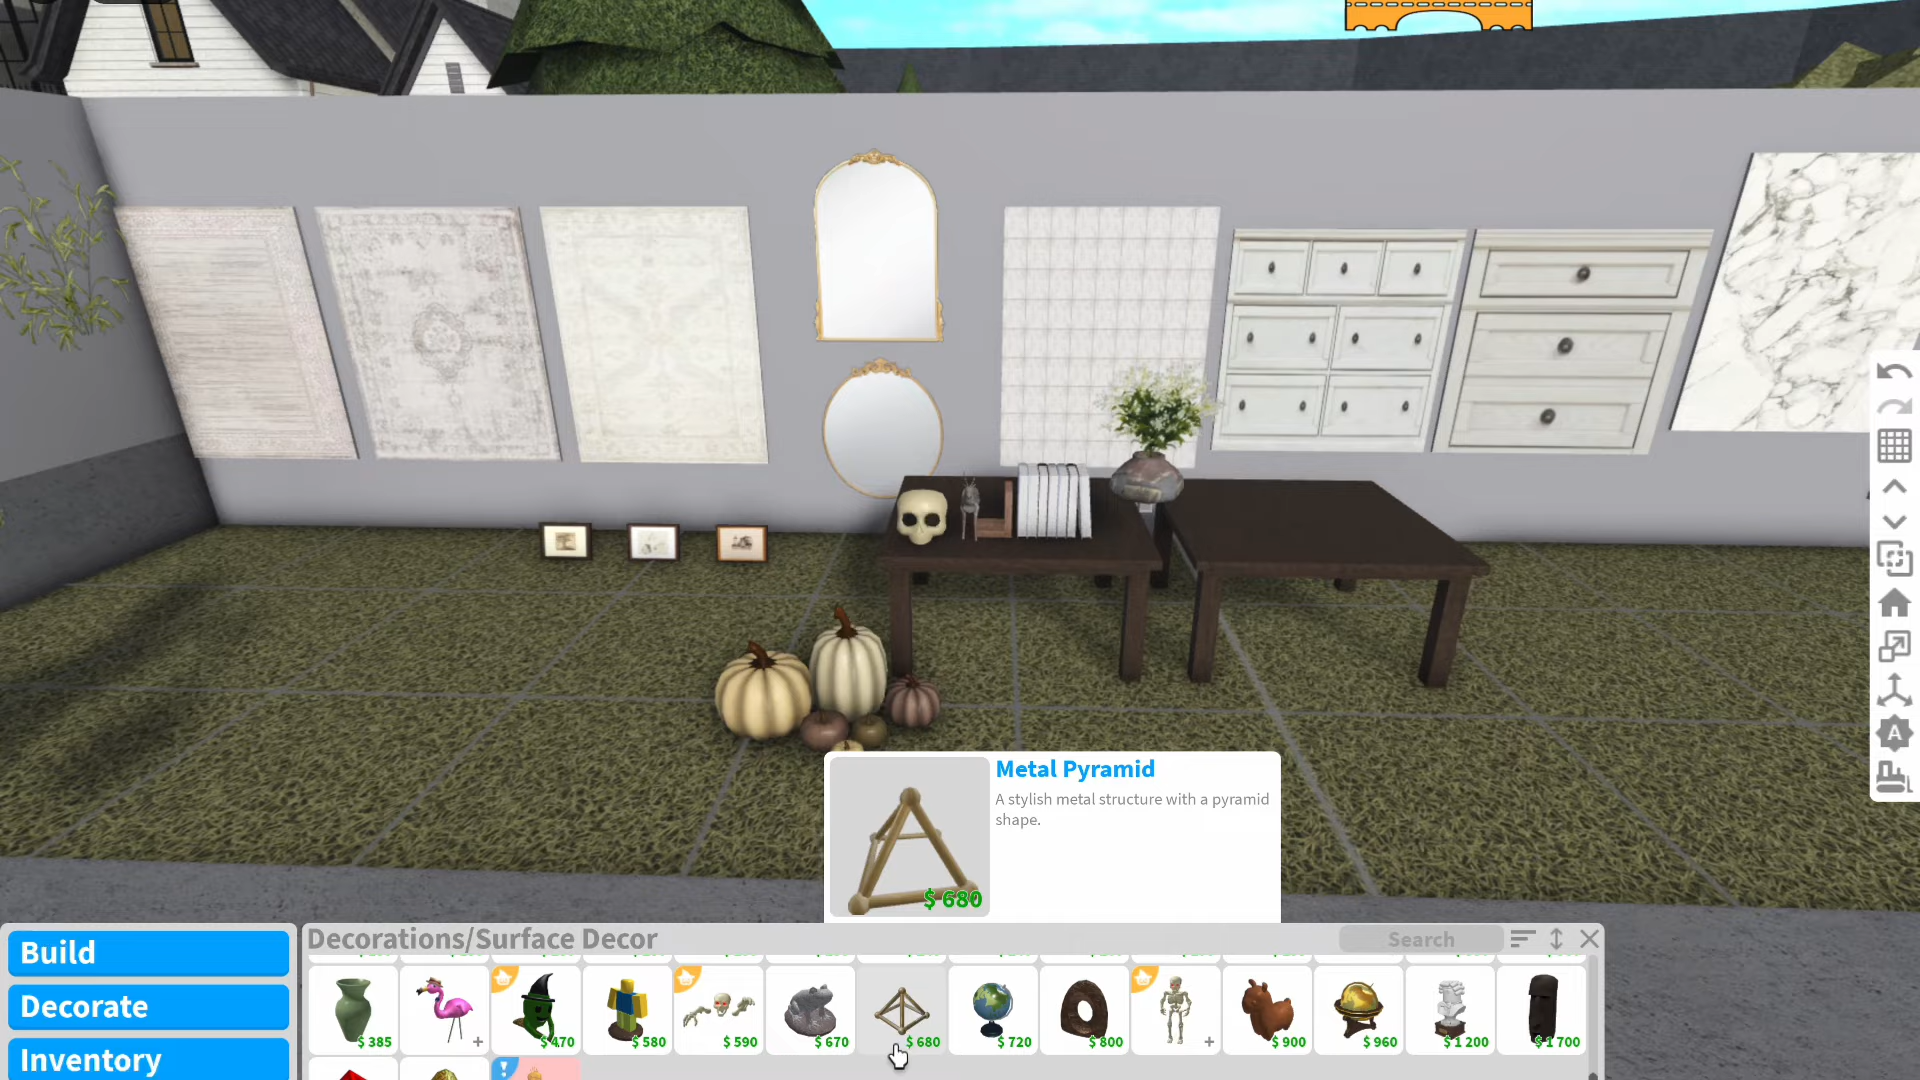 A
Metal Pyramid
A stylish metal structure with a pyramid
shape.
$ 680
Build
Decorate
Inventory
Decorations/Surface Decor
Search
$ 385
+
$ 470
$ 580
$ 590
$ 670
$ 680
$ 720
$ 800
+
$ 900
$ 960
$ 1 200
$ 1 700
!